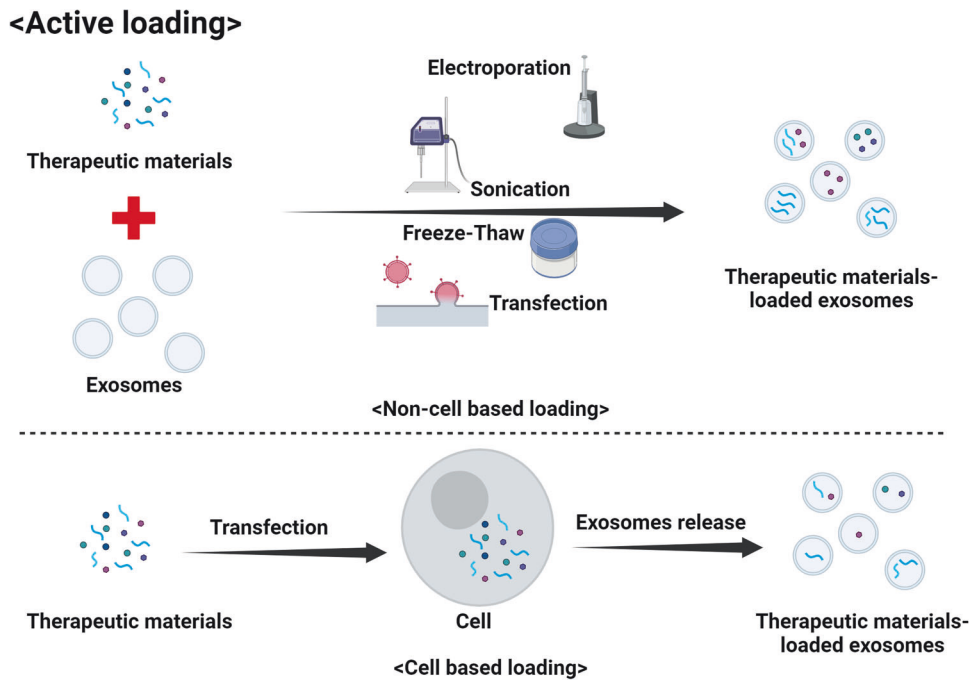 <Active loading>
Electroporation
Therapeutic materials
Sonication
Freeze-Thaw
Transfection
Therapeutic materials-
loaded exosomes
Exosomes
<Non-cell based loading>
Transfection
Exosomes release
Therapeutic materials
Cell
Therapeutic materials-
loaded exosomes
<Cell based loading>